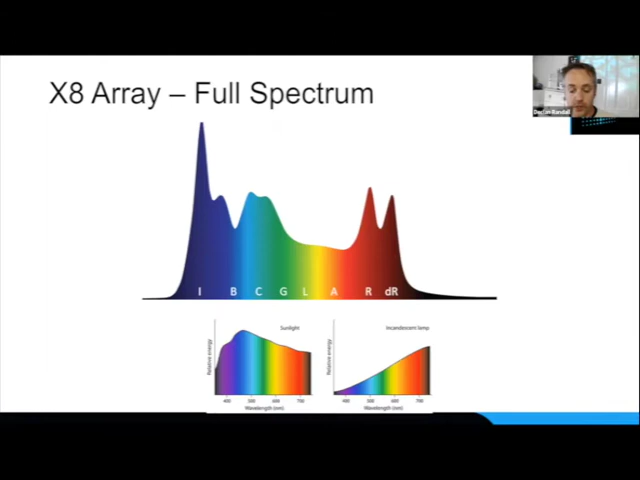 X8 Array – Full Spectrum
I B C G L A R dR
Sunlight
Relative energy
400 500 600 700
Wavelength (nm)
Incandescent lamp
Relative energy
400 500 600 700
Wavelength (nm)